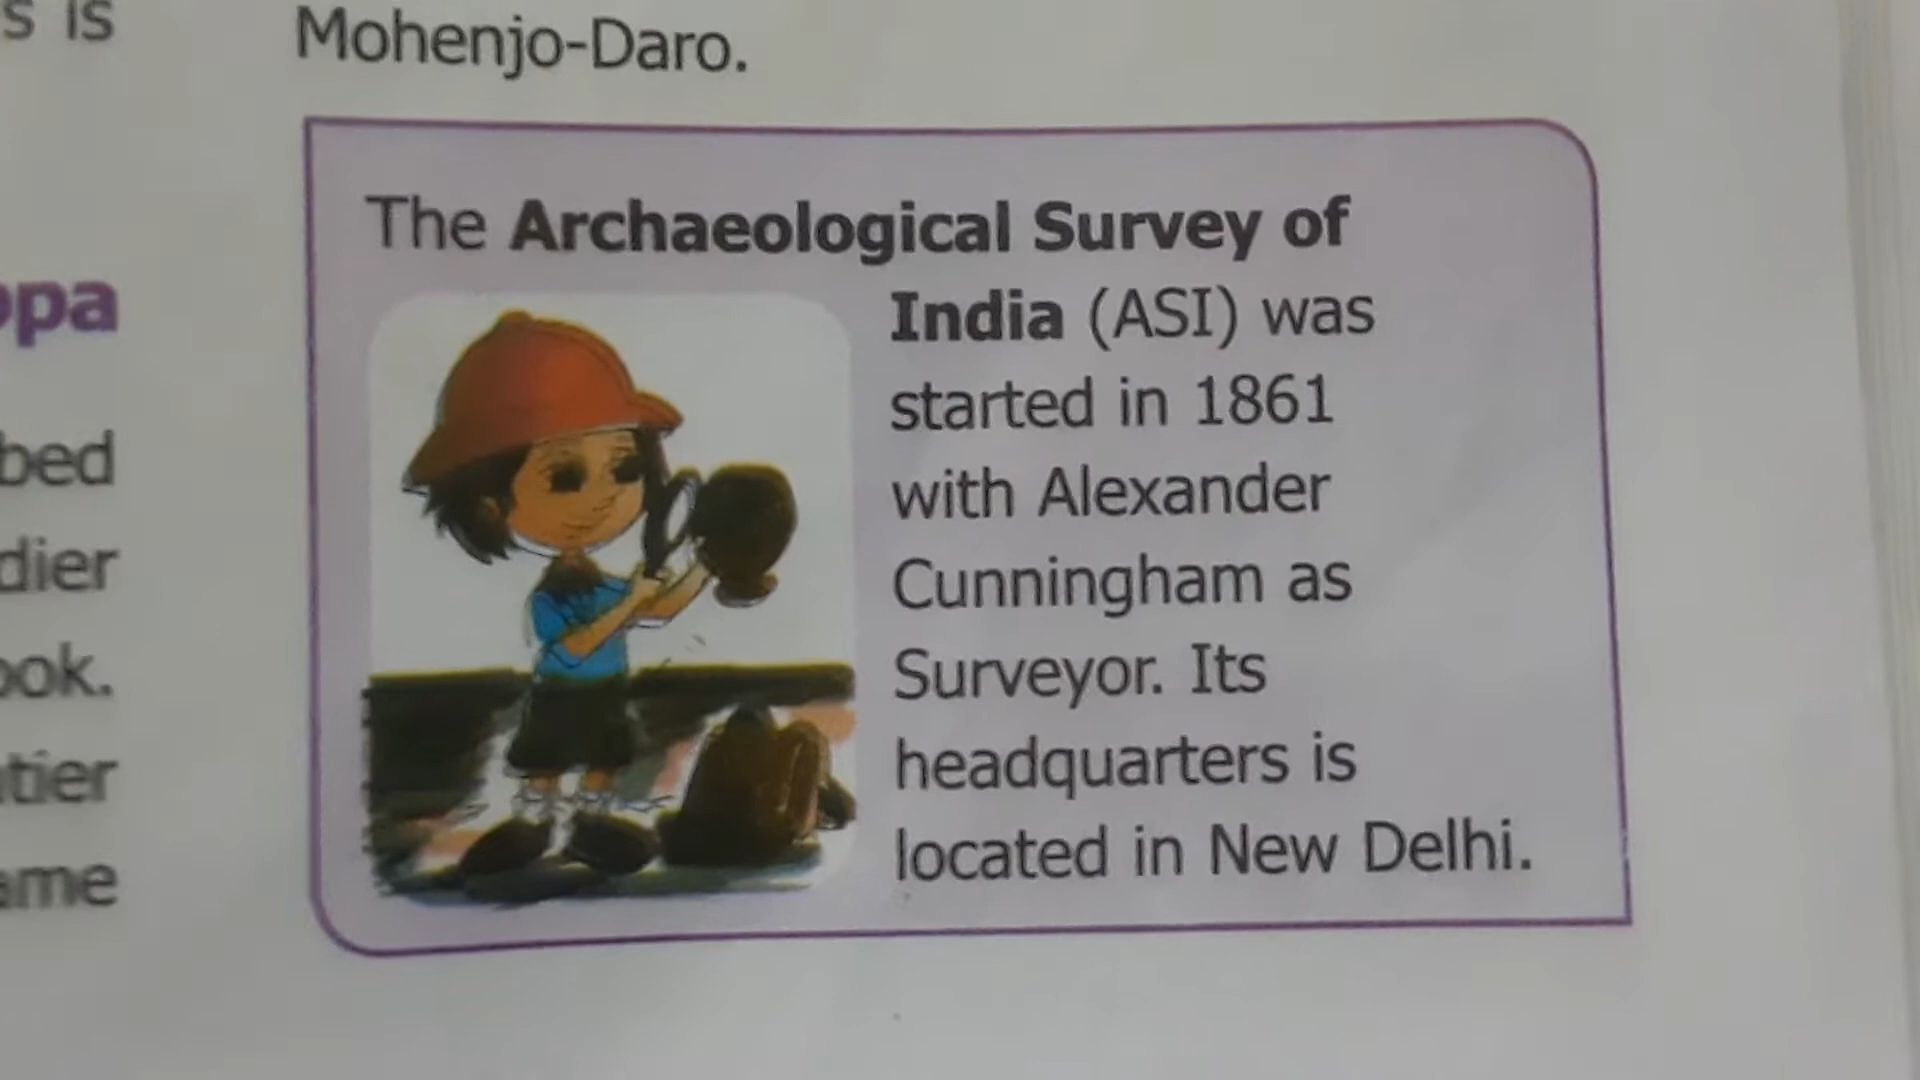 is
Mohenjo-Daro.
The Archaeological Survey of
India (ASI) was
started in 1861
with Alexander
Cunningham as
Surveyor. Its
headquarters is
located in New Delhi.